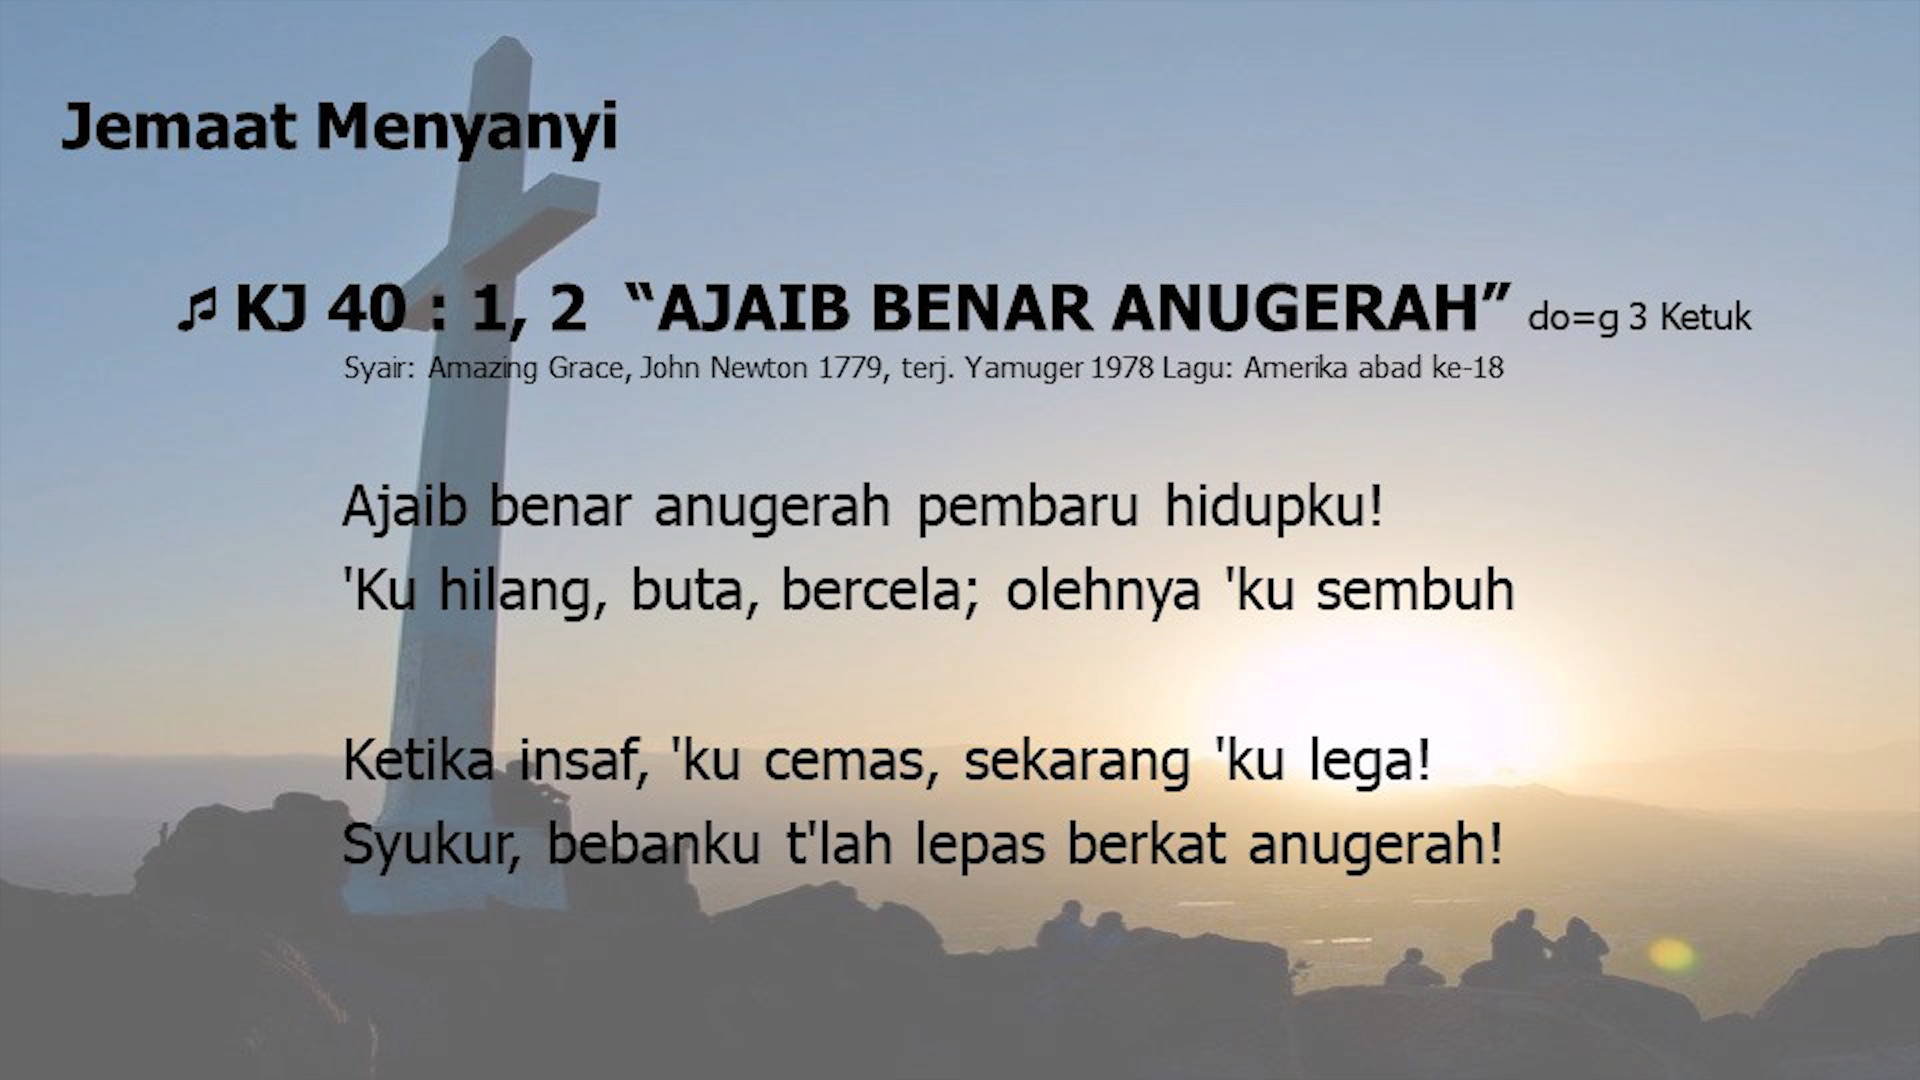 Jemaat Menyanyi
♫ KJ 40 : 1, 2 “AJAIB BENAR ANUGERAH” do=g 3 Ketuk
Syair: Amazing Grace, John Newton 1779, terj. Yamuger 1978 Lagu: Amerika abad ke-18
Ajaib benar anugerah pembaru hidupku!
'Ku hilang, buta, bercela; olehnya 'ku sembuh
Ketika insaf, 'ku cemas, sekarang 'ku lega!
Syukur, bebanku t'lah lepas berkat anugerah!